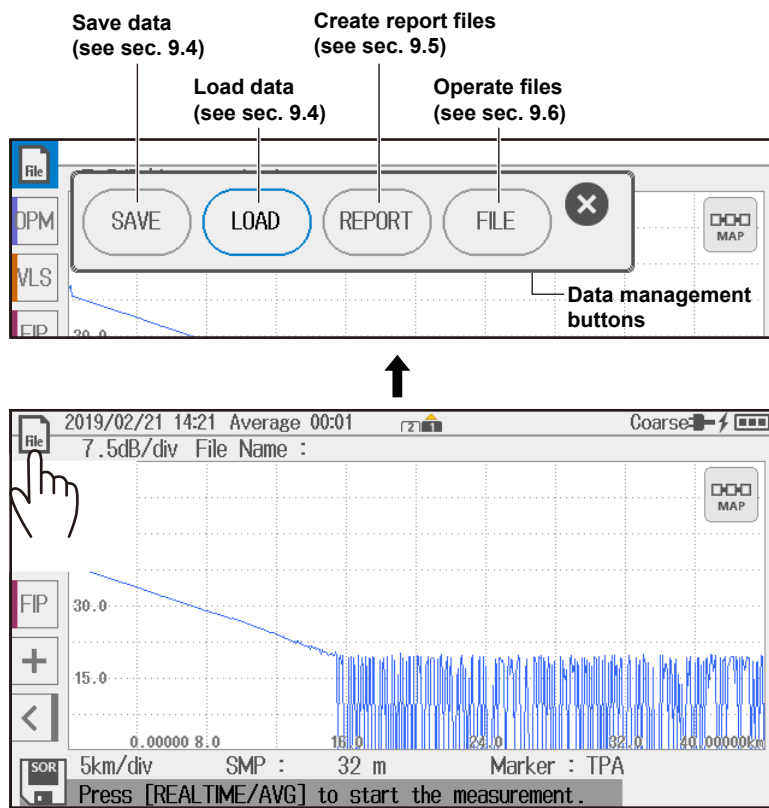 Save data
(see sec. 9.4)
Create report files
(see sec. 9.5)
Load data
(see sec. 9.4)
Operate files
(see sec. 9.6)
File
SAVE
LOAD
REPORT
FILE
OPM
MAP
VLS
Data management
buttons
FIP
30.0
2019/02/21 14:21 Average 00:01
2 1
Coarse
File
7.5dB/div File Name :
MAP
FIP
30.0
15.0
0.00000 8.0 16.0 24.0 32.0 40.00000km
SOR
5km/div SMP : 32 m Marker : TPA
Press [REALTIME/AVG] to start the measurement.